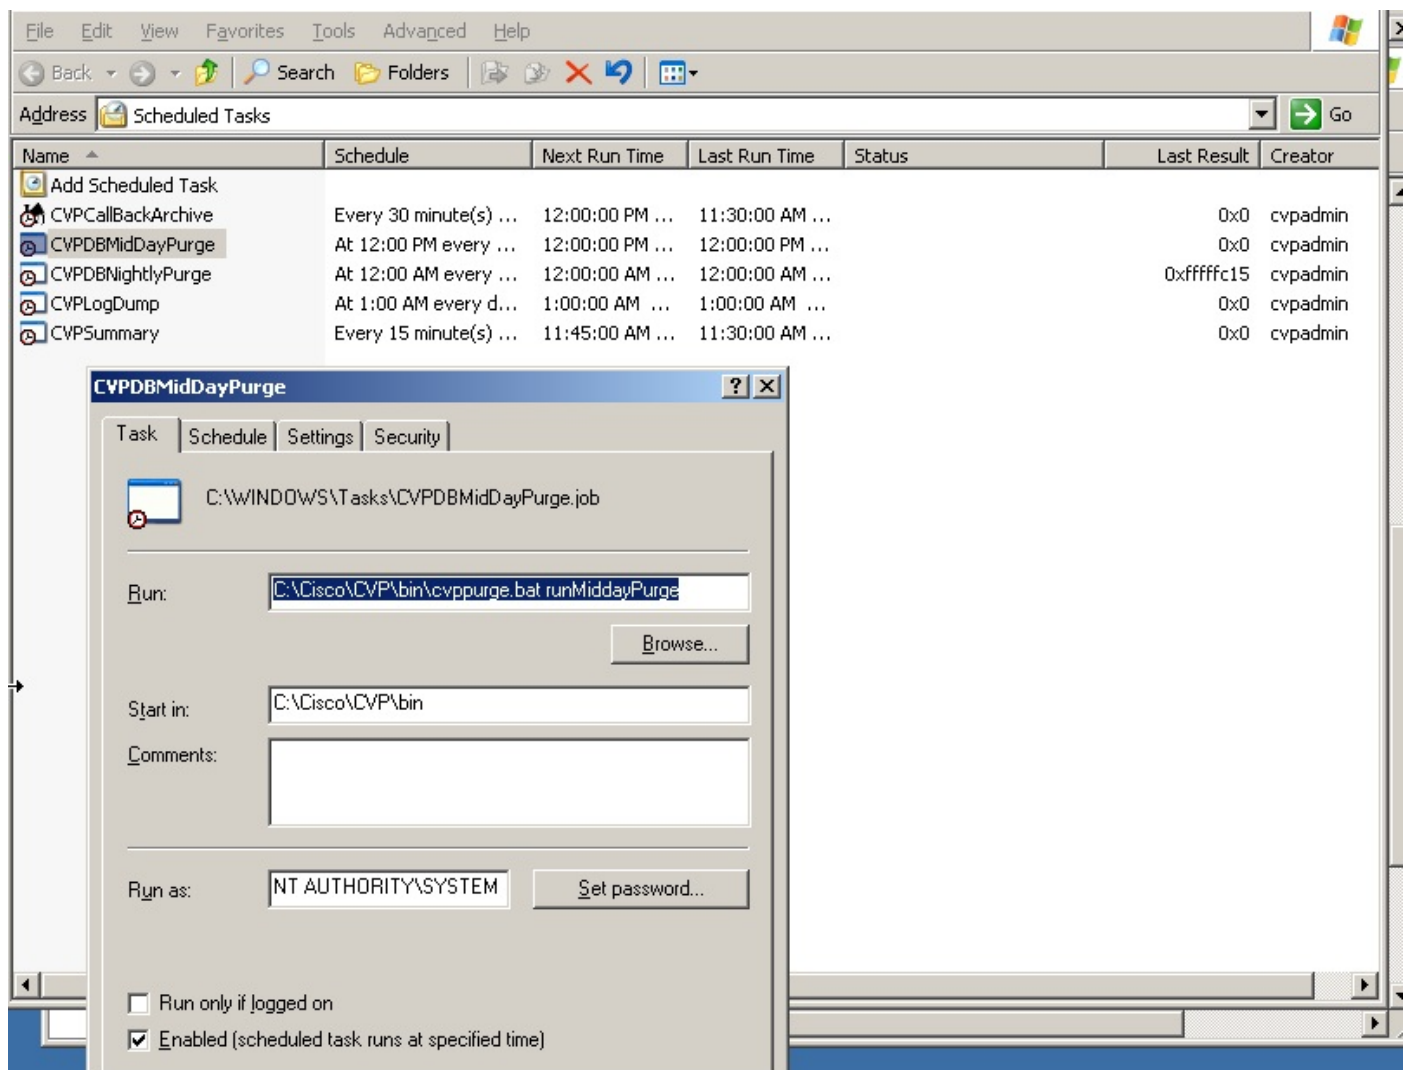 File Edit View Favorites Tools Advanced Help
Back Search Folders
Address Scheduled Tasks Go
Name Schedule Next Run Time Last Run Time Status Last Result Creator
Add Scheduled Task
CVPCallBackArchive Every 30 minute(s) ... 12:00:00 PM ... 11:30:00 AM ... 0x0 cvpadmin
CVPDBMidDayPurge At 12:00 PM every ... 12:00:00 PM ... 12:00:00 PM ... 0x0 cvpadmin
CVPDBNightlyPurge At 12:00 AM every ... 12:00:00 AM ... 12:00:00 AM ... 0xfffffc15 cvpadmin
CVPLogDump At 1:00 AM every d... 1:00:00 AM ... 1:00:00 AM ... 0x0 cvpadmin
CVPSummary Every 15 minute(s) ... 11:45:00 AM ... 11:30:00 AM ... 0x0 cvpadmin
CVPDBMidDayPurge
Task Schedule Settings Security
C:\WINDOWS\Tasks\CVPDBMidDayPurge.job
Run: C:\Cisco\CVP\bin\cvppurge.bat runMiddayPurge
Browse...
Start in: C:\Cisco\CVP\bin
Comments:
Run as: NT AUTHORITY\SYSTEM Set password...
Run only if logged on
Enabled (scheduled task runs at specified time)